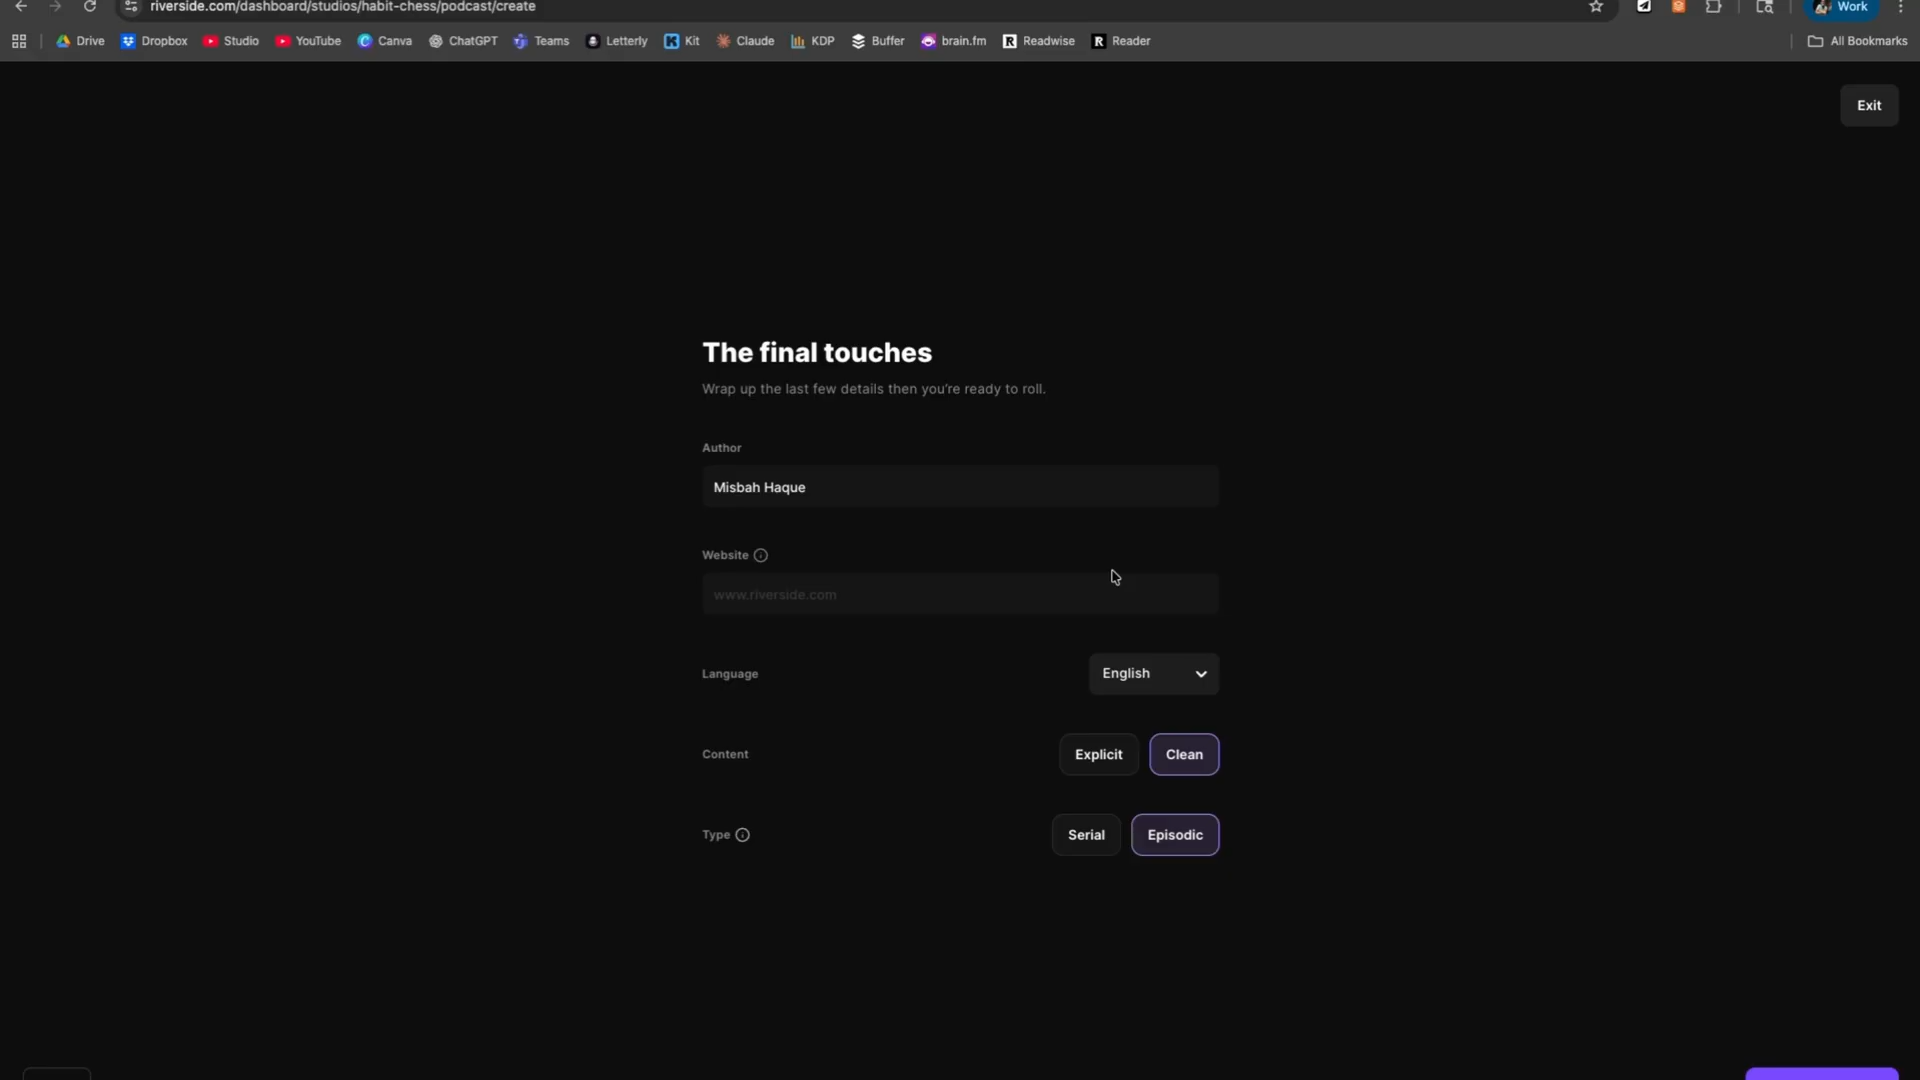 riverside.com/dashboard/studios/habit-chess/podcast/create
Work
Drive
Dropbox
Studio
YouTube
Canva
ChatGPT
Teams
Letterly
Kit
Claude
KDP
Buffer
brain.fm
Readwise
Reader
All Bookmarks
Exit
The final touches
Wrap up the last few details then you're ready to roll.
Author
Misbah Haque
Website
www.riverside.com
Language
English
Content
Explicit
Clean
Type
Serial
Episodic